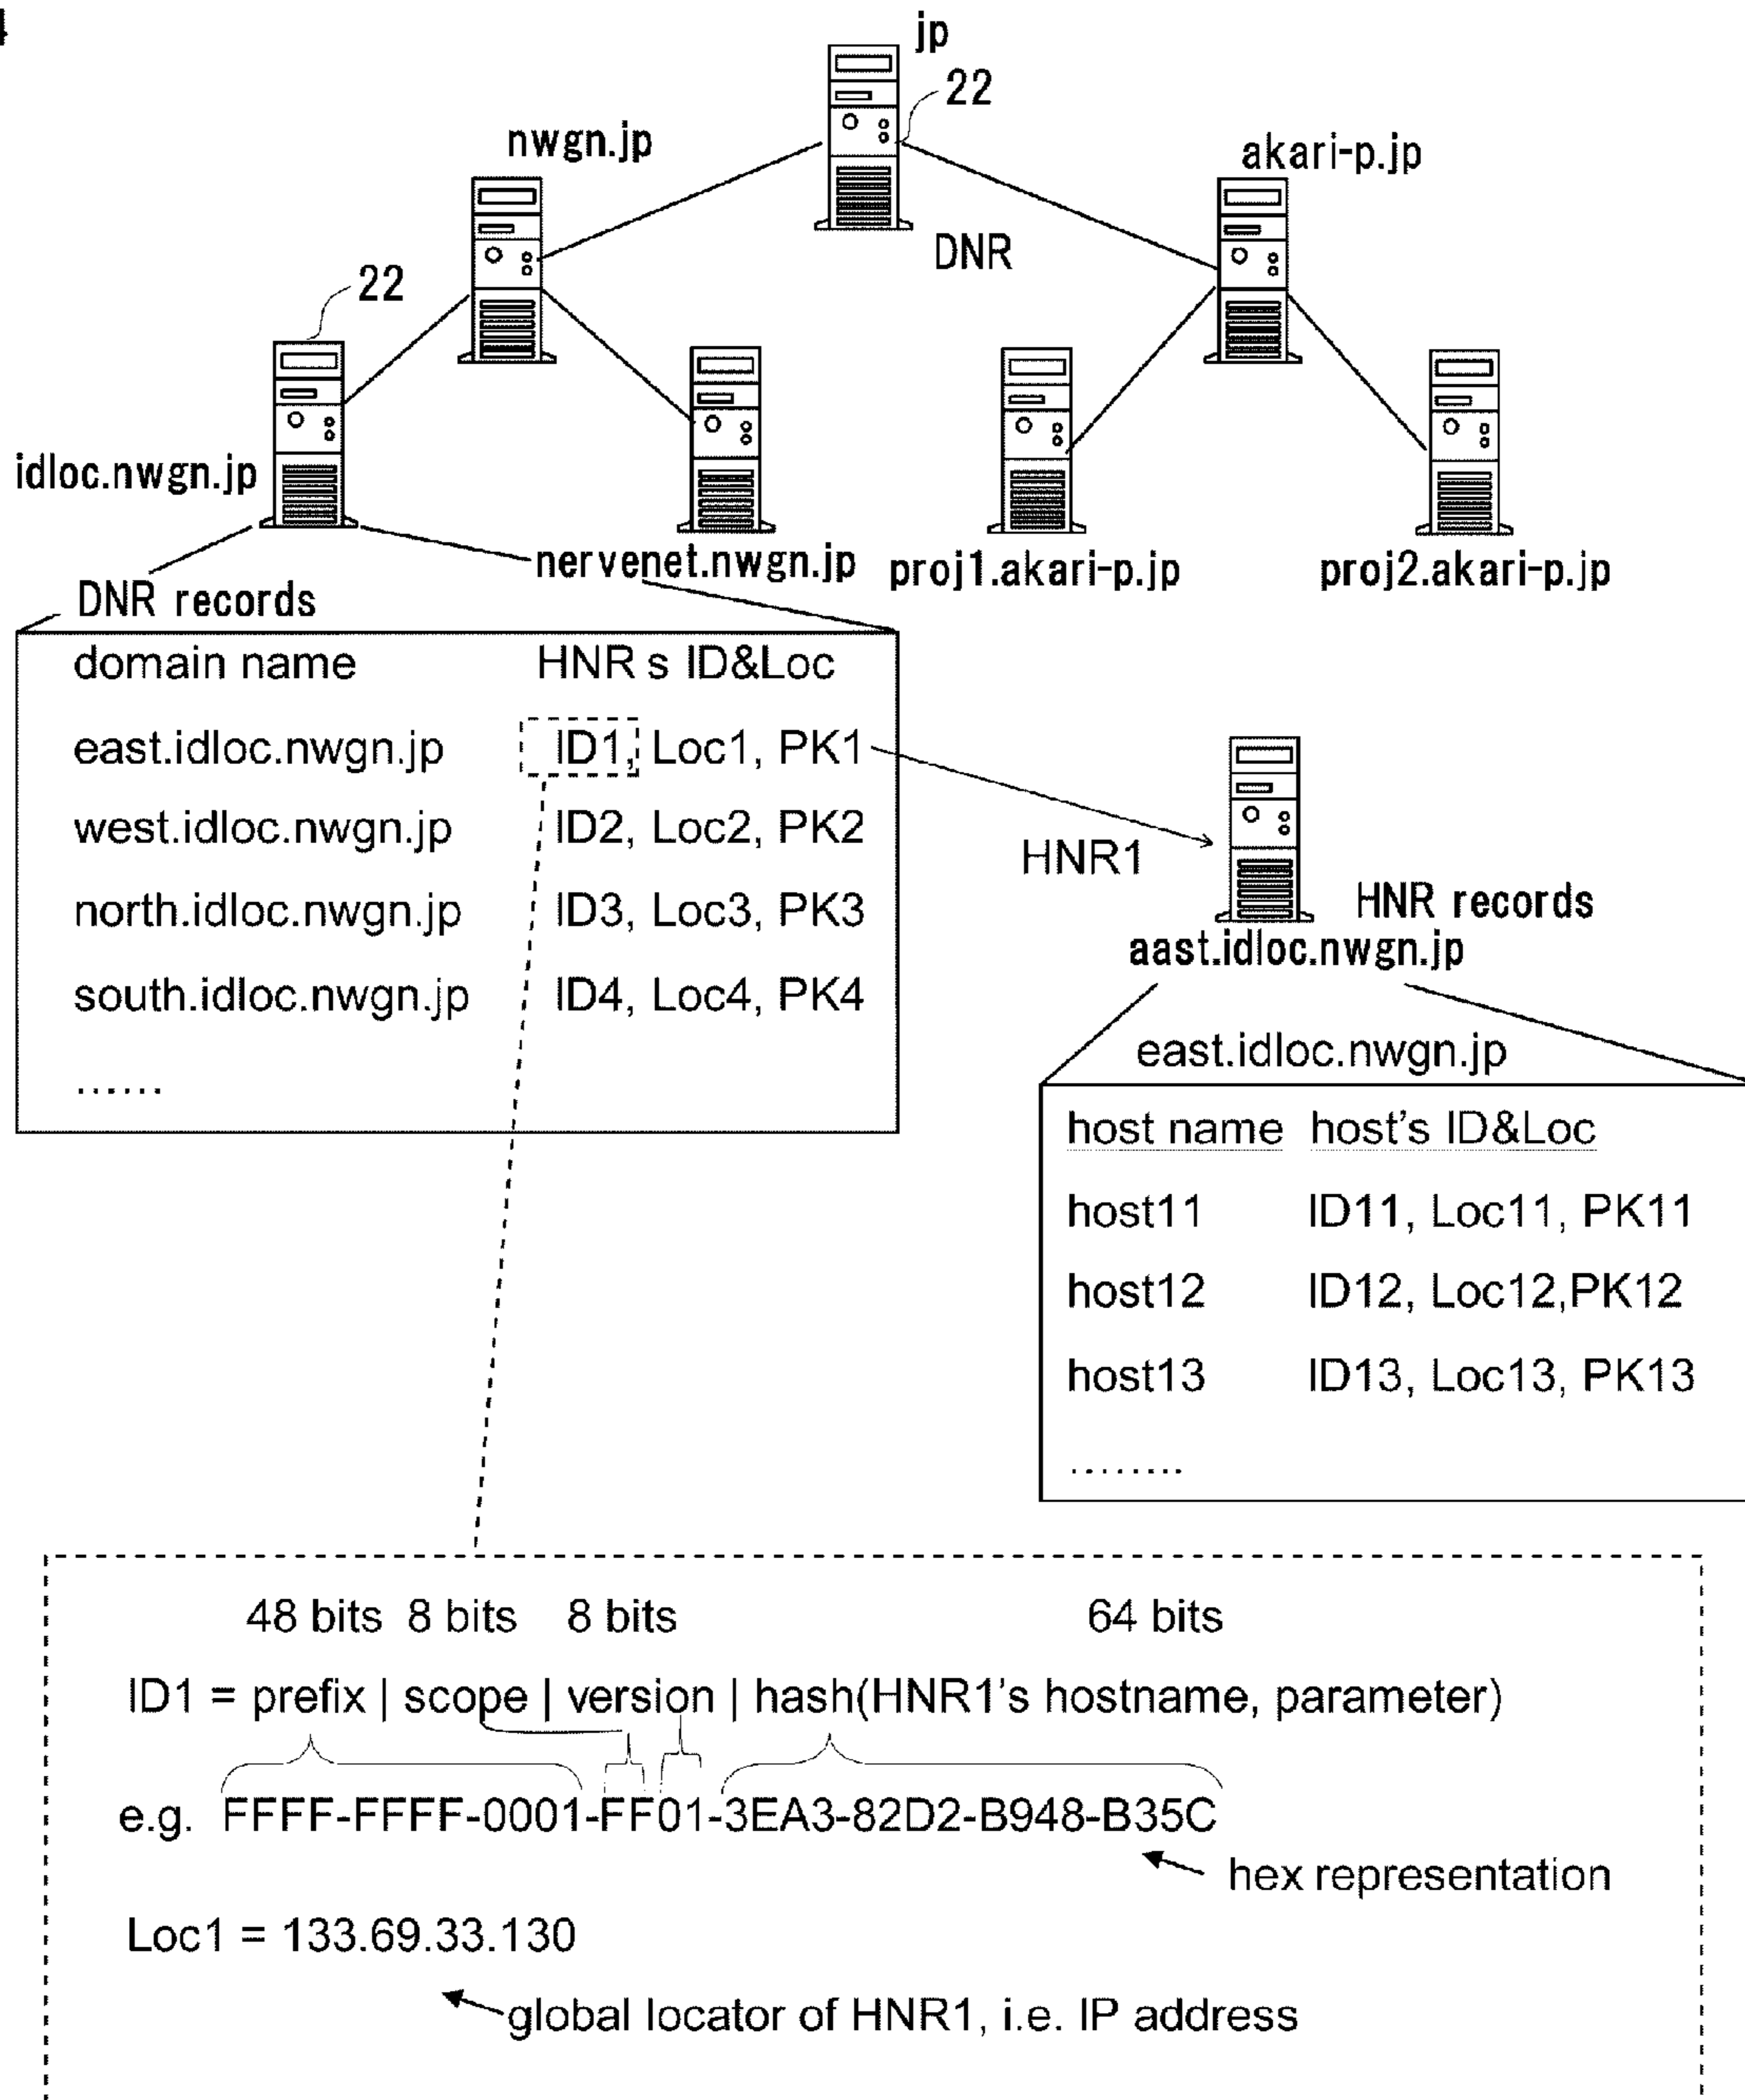 4
jp
22
nwgn.jp
akari-p.jp
DNR
22
idloc.nwgn.jp
nervenet.nwgn.jp
proj1.akari-p.jp
proj2.akari-p.jp
DNR records
domain name HNR s ID&Loc
east.idloc.nwgn.jp ID1, Loc1, PK1
west.idloc.nwgn.jp ID2, Loc2, PK2
north.idloc.nwgn.jp ID3, Loc3, PK3
south.idloc.nwgn.jp ID4, Loc4, PK4
......
HNR1
HNR records
aast.idloc.nwgn.jp
east.idloc.nwgn.jp
host name host's ID&Loc
host11 ID11, Loc11, PK11
host12 ID12, Loc12,PK12
host13 ID13, Loc13, PK13
........
48 bits 8 bits 8 bits 64 bits
ID1 = prefix | scope | version | hash(HNR1's hostname, parameter)
e.g. FFFF-FFFF-0001-FF01-3EA3-82D2-B948-B35C
hex representation
Loc1 = 133.69.33.130
global locator of HNR1, i.e. IP address